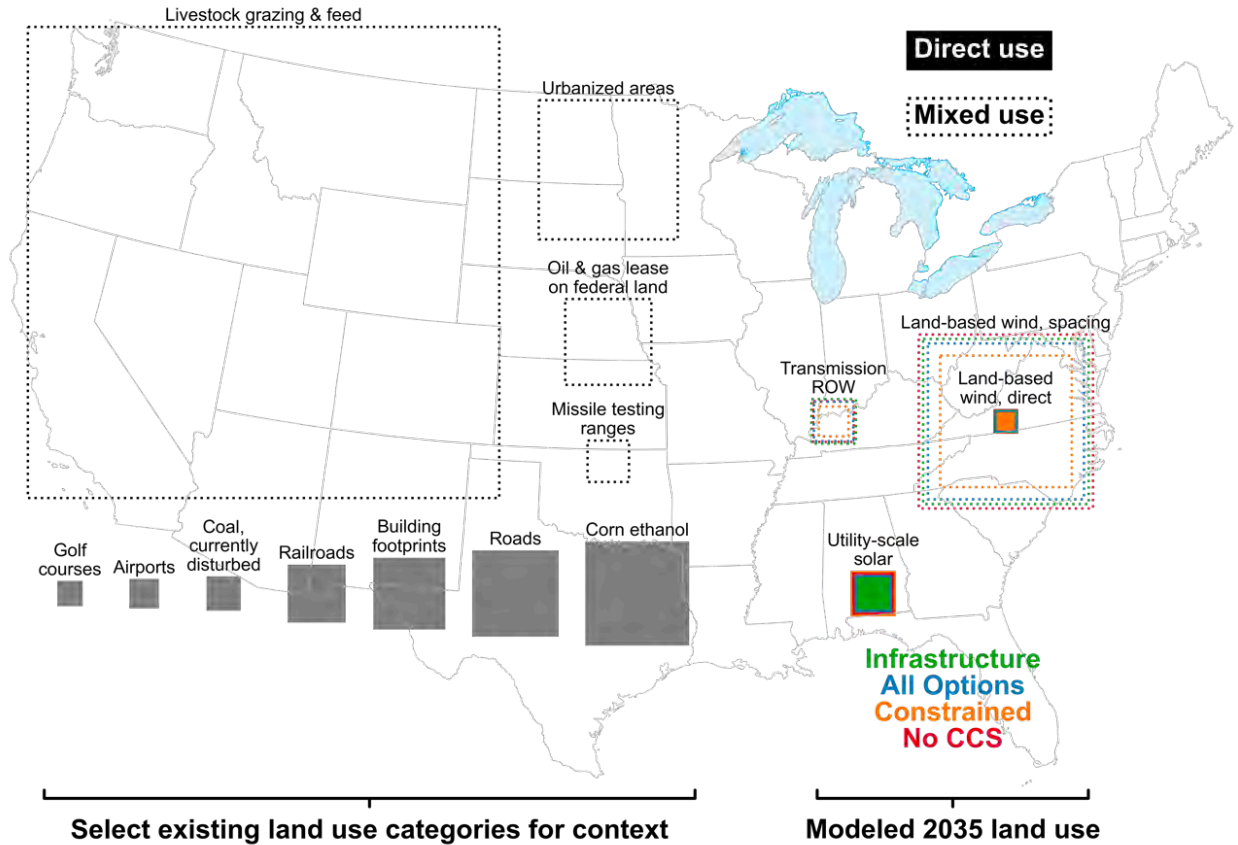 Livestock grazing & feed
Direct use
Mixed use
Urbanized areas
Oil & gas lease
on federal land
Missile testing
ranges
Land-based wind, spacing
Transmission
ROW
Land-based
wind, direct
Golf
courses
Airports
Coal,
currently
disturbed
Railroads
Building
footprints
Roads
Corn ethanol
Utility-scale
solar
Infrastructure
All Options
Constrained
No CCS
Select existing land use categories for context
Modeled 2035 land use